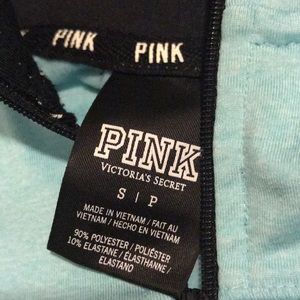 PINK PINK
PINK
VICTORIA'S SECRET
S | P
MADE IN VIETNAM / FAIT AU
VIETNAM / HECHO EN VIETNAM
90% POLYESTER / POLIÉSTER
10% ELASTANE / ÉLASTHANNE /
ELASTANO